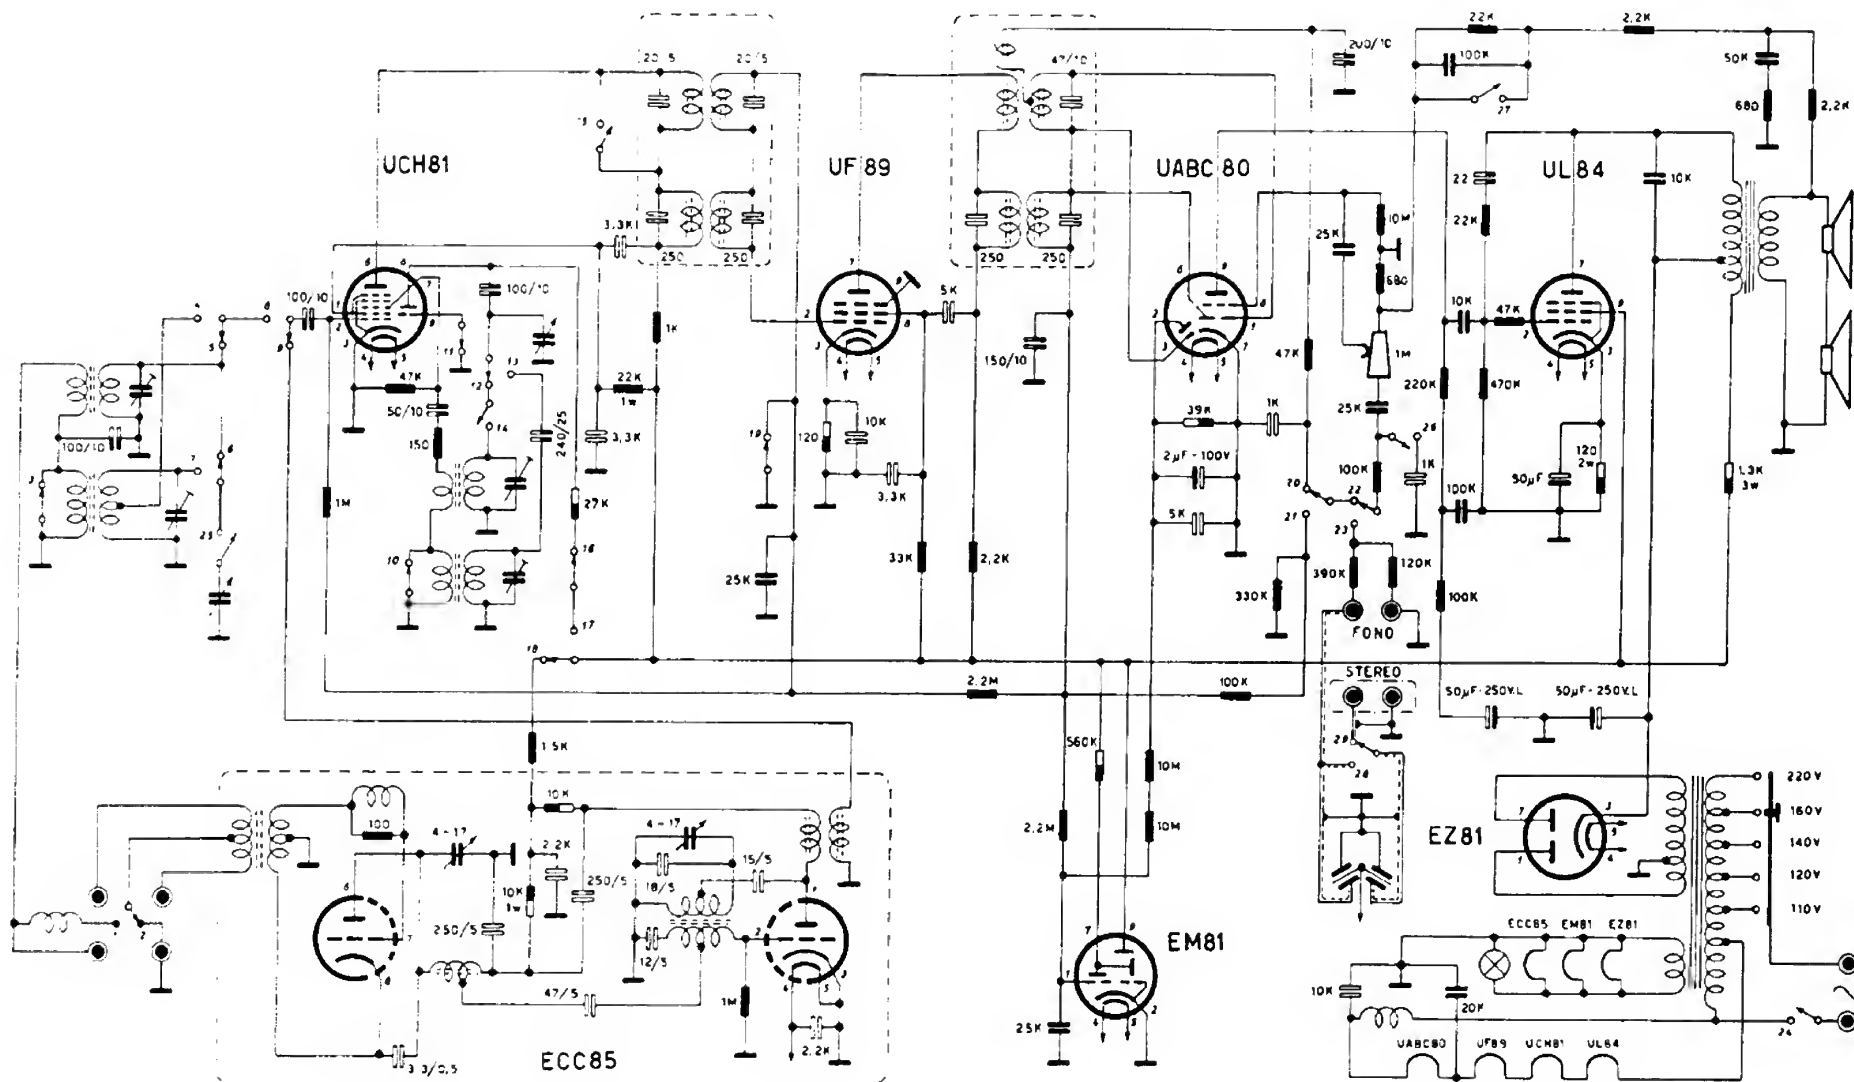 22K
2,2K
200/10
20/5
20/5
47/10
100K
50K
680
2,2K
27
15
UCH81
UF89
UABC80
UL84
22
10K
22K
10M
25K
680
3,3K
250
250
250
250
100/10
100/10
5K
10K
47K
1K
150/10
47K
1M
220K
470K
22K
1w
47K
50/10
150
240/25
3,3K
120
10K
39K
1K
25K
26
2µF-100V
5K
100K
1K
50µF
120
2w
1,3K
3w
100/10
1M
27K
3,3K
33K
2,2K
25K
330K
390K
120K
100K
100K
FONO
STEREO
2.2M
100K
50µF-250V.L
50µF-250V.L
1.5K
560K
10M
10M
2,2M
10K
100
4-17
2.2K
4-17
15/5
18/5
250/5
10K
1w
250/5
12/5
47/5
1M
2,2K
ECC85
EM81
25K
EZ81
220V
160V
140V
120V
110V
ECC85
EM81
EZ81
10K
20K
UABC80
UF89
UCH81
UL84